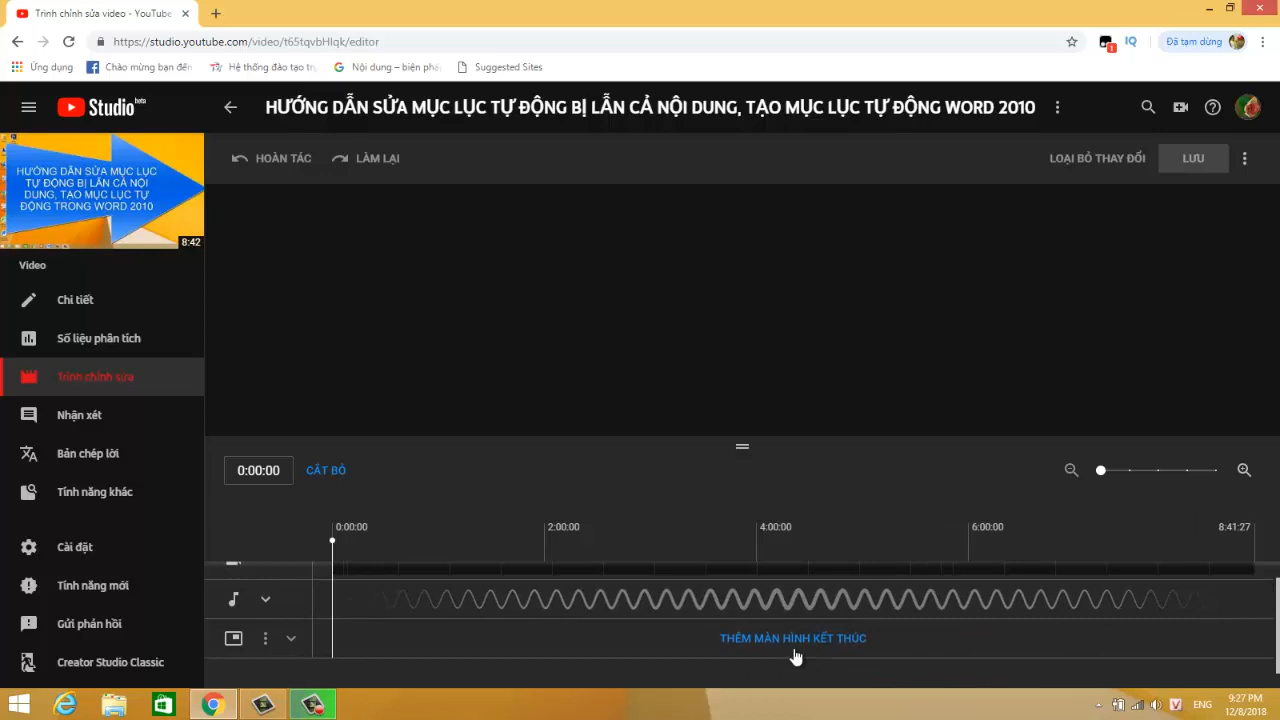 Trình chỉnh sửa video - YouTube
https://studio.youtube.com/video/t65tqvbHIqk/editor
Đã tạm dừng
Ứng dụng
Chào mừng bạn đến
Hệ thống đào tạo trự
Nội dung – biện phá
Suggested Sites
Studio beta
HƯỚNG DẪN SỬA MỤC LỤC TỰ ĐỘNG BỊ LẪN CẢ NỘI DUNG, TẠO MỤC LỤC TỰ ĐỘNG WORD 2010
HƯỚNG DẪN SỬA MỤC LỤC
TỰ ĐỘNG BỊ LẪN CẢ NỘI
DUNG, TẠO MỤC LỤC TỰ
ĐỘNG TRONG WORD 2010
8:42
HOÀN TÁC
LÀM LẠI
LOẠI BỎ THAY ĐỔI
LƯU
Video
Chi tiết
Số liệu phân tích
Trình chỉnh sửa
Nhận xét
Bản chép lời
Tính năng khác
Cài đặt
Tính năng mới
Gửi phản hồi
Creator Studio Classic
0:00:00
CẮT BỎ
0:00:00
2:00:00
4:00:00
6:00:00
8:41:27
THÊM MÀN HÌNH KẾT THÚC
ENG
9:27 PM
12/8/2018